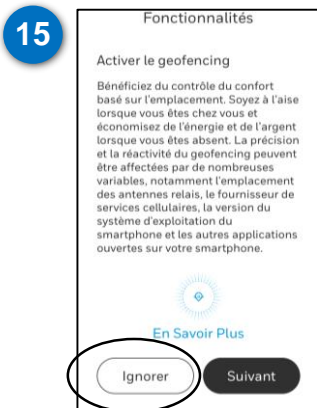 15
Fonctionnalités
Activer le geofencing
Bénéficiez du contrôle du confort
basé sur l'emplacement. Soyez à l'aise
lorsque vous êtes chez vous et
économisez de l'énergie et de l'argent
lorsque vous êtes absent. La précision
et la réactivité du geofencing peuvent
être affectées par de nombreuses
variables, notamment l'emplacement
des antennes relais, le fournisseur de
services cellulaires, la version du
système d'exploitation du
smartphone et les autres applications
ouvertes sur votre smartphone.
En Savoir Plus
Ignorer
Suivant